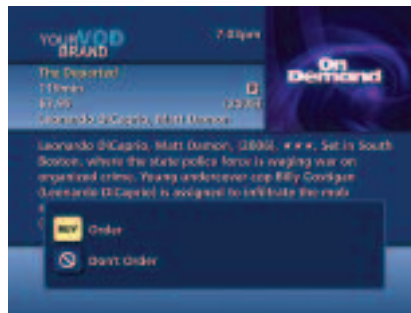 YOUR VOD
BRAND
7:03pm
On
Demand
The Departed
$3.99
(2006)
Leonardo DiCaprio, Matt Damon
Leonardo DiCaprio, Matt Damon, (2006), ★★★, Set in South
Boston, where the state police force is waging war on
organized crime. Young undercover cop Billy Costigan
(Leonardo DiCaprio) is assigned to infiltrate the mob
BUY Order
Don't Order